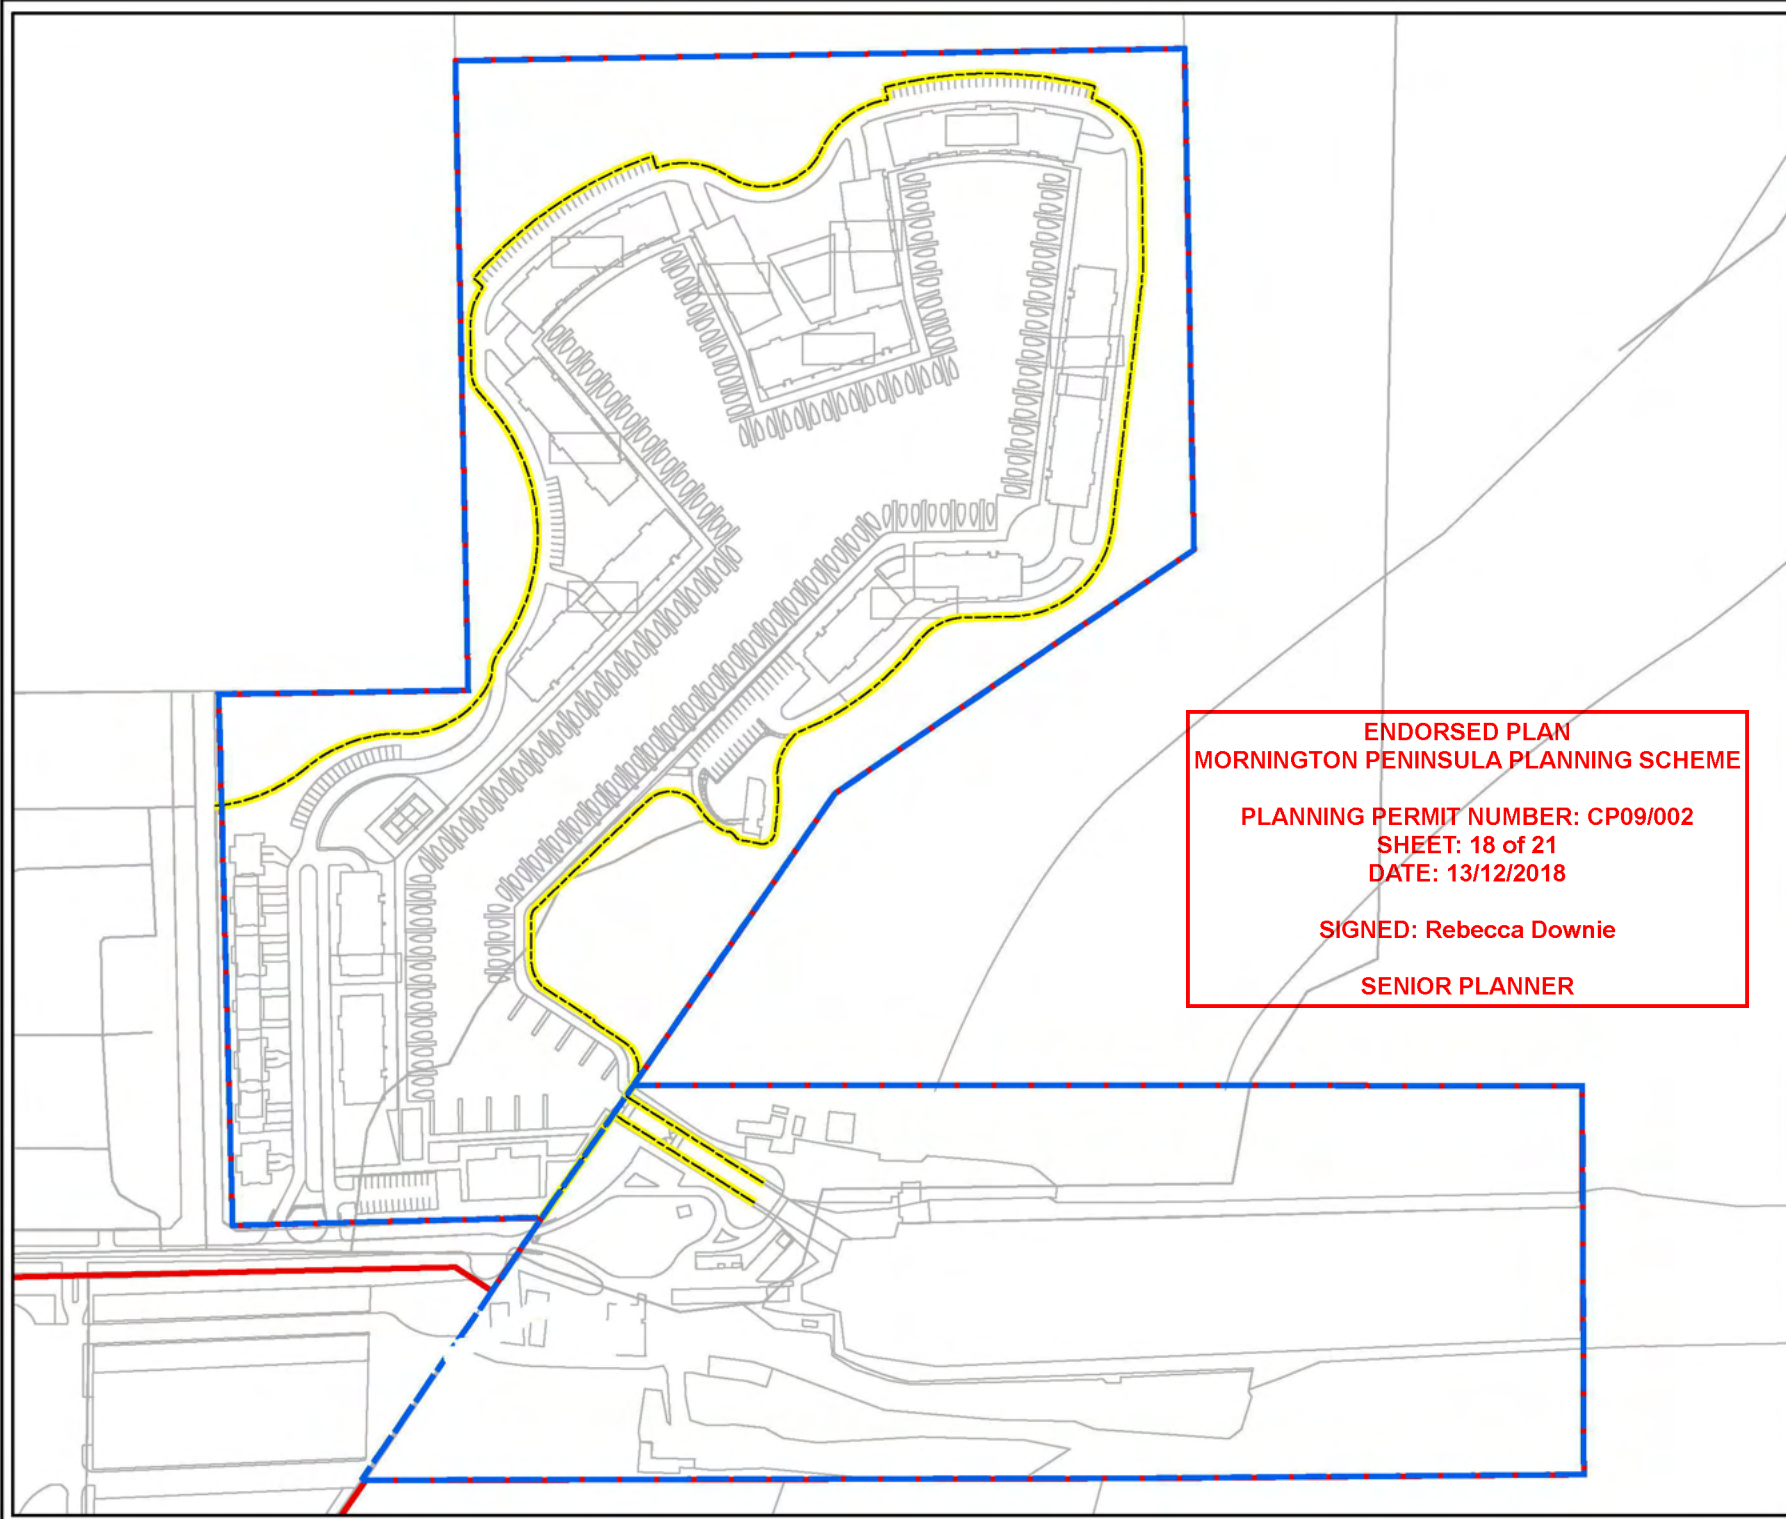 ENDORSED PLAN
MORNINGTON PENINSULA PLANNING SCHEME
PLANNING PERMIT NUMBER: CP09/002
SHEET: 18 of 21
DATE: 13/12/2018
SIGNED: Rebecca Downie
SENIOR PLANNER